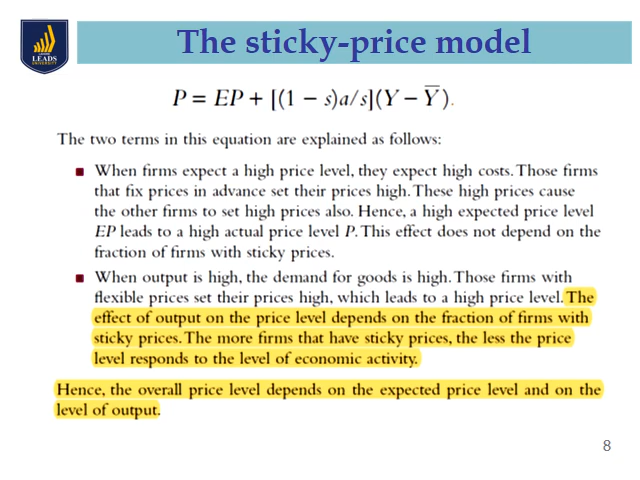 LEADS
UNIVERSITY
The sticky-price model
P = EP + [(1 − s)a/s](Y − Y̅).
The two terms in this equation are explained as follows:
■ When firms expect a high price level, they expect high costs. Those firms
that fix prices in advance set their prices high. These high prices cause
the other firms to set high prices also. Hence, a high expected price level
EP leads to a high actual price level P. This effect does not depend on the
fraction of firms with sticky prices.
■ When output is high, the demand for goods is high. Those firms with
flexible prices set their prices high, which leads to a high price level. The
effect of output on the price level depends on the fraction of firms with
sticky prices. The more firms that have sticky prices, the less the price
level responds to the level of economic activity.
Hence, the overall price level depends on the expected price level and on the
level of output.
8